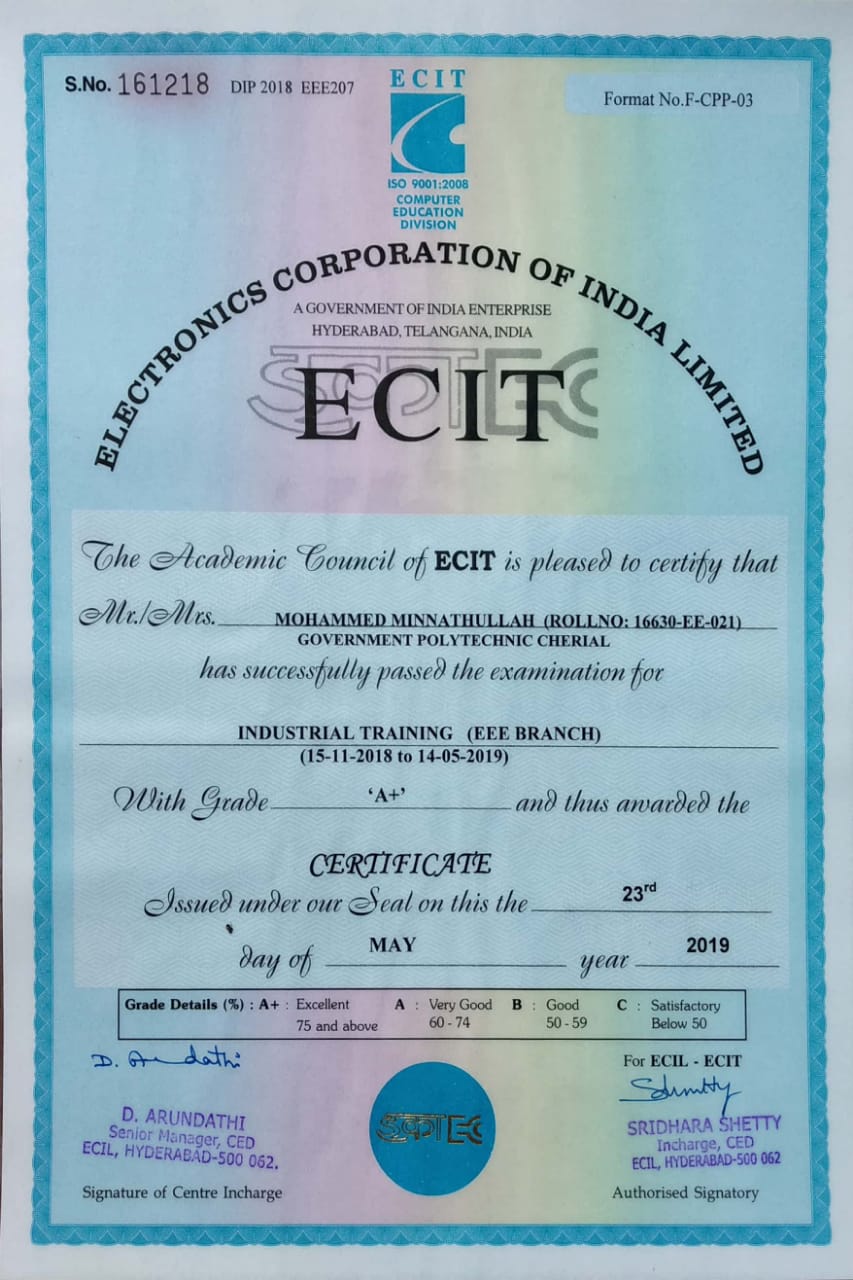 S.No. 161218 DIP 2018 EEE207
ECIT
Format No.F-CPP-03
ISO 9001:2008
COMPUTER
EDUCATION
DIVISION
ELECTRONICS CORPORATION OF INDIA LIMITED
A GOVERNMENT OF INDIA ENTERPRISE
HYDERABAD, TELANGANA, INDIA
ECIT
The Academic Council of ECIT is pleased to certify that
Mr./Mrs. MOHAMMED MINNATHULLAH (ROLLNO: 16630-EE-021)
GOVERNMENT POLYTECHNIC CHERIAL
has successfully passed the examination for
INDUSTRIAL TRAINING (EEE BRANCH)
(15-11-2018 to 14-05-2019)
With Grade 'A+' and thus awarded the
CERTIFICATE
Issued under our Seal on this the 23rd
day of MAY year 2019
Grade Details (%) : A+ : Excellent A : Very Good B : Good C : Satisfactory
75 and above 60 - 74 50 - 59 Below 50
D. Arundathi
For ECIL - ECIT
D. ARUNDATHI
Senior Manager, CED
ECIL, HYDERABAD-500 062.
SRIDHARA SHETTY
Incharge, CED
ECIL, HYDERABAD-500 062
Signature of Centre Incharge
Authorised Signatory